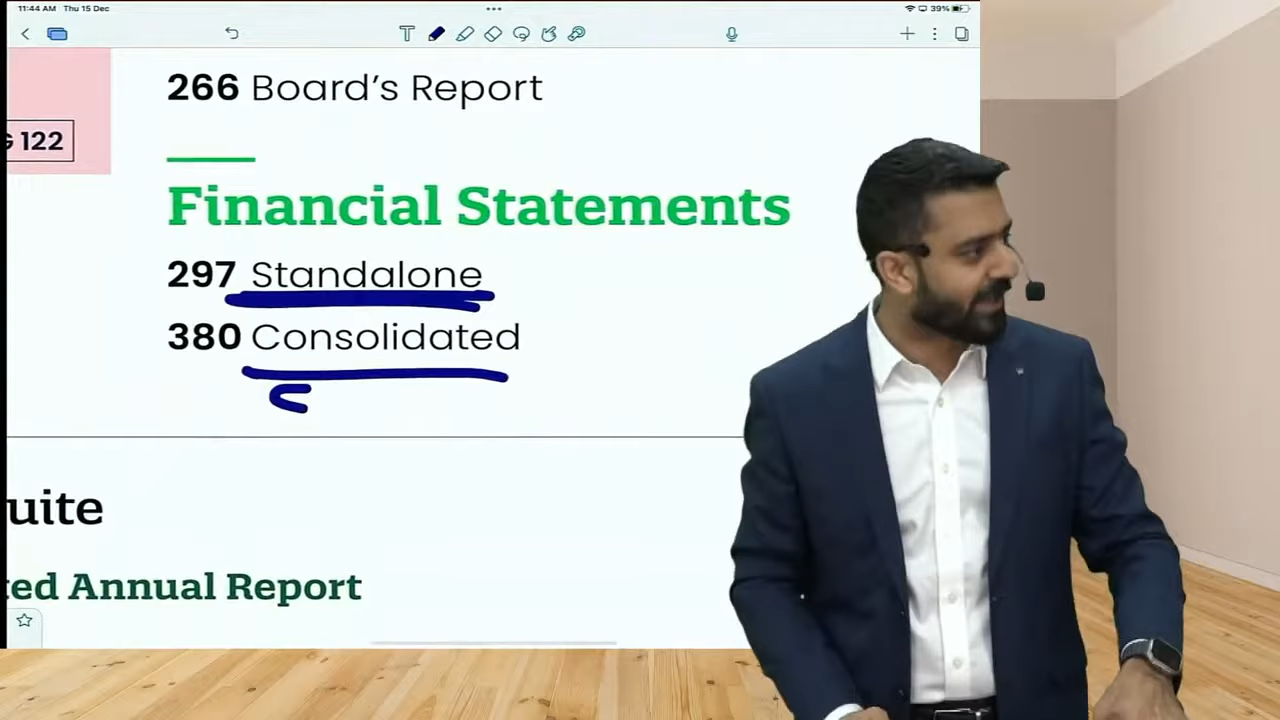 11:44 AM Thu 15 Dec
39%
266 Board's Report
G 122
Financial Statements
297 Standalone
380 Consolidated
uite
ted Annual Report